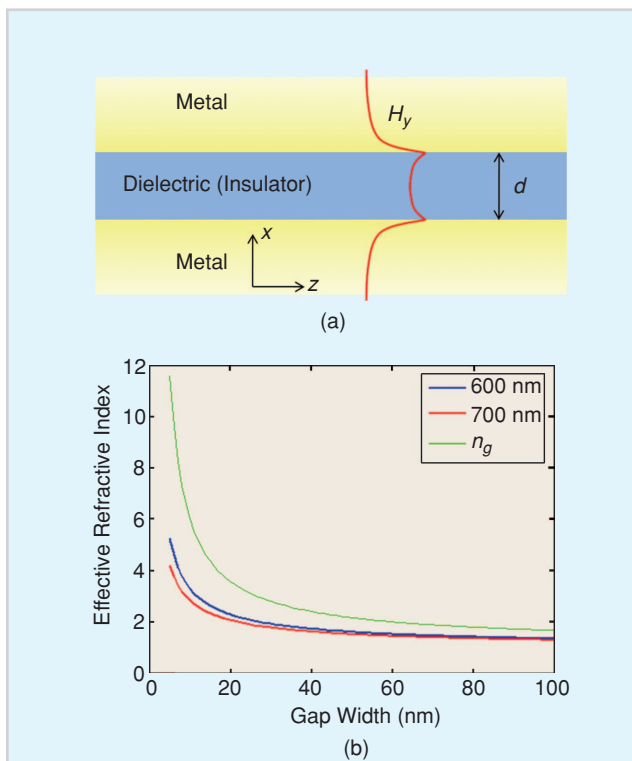 Metal
H_y
Dielectric (Insulator)
d
x
Metal
z
(a)
12
10
8
6
4
2
0
Effective Refractive Index
600 nm
700 nm
n_g
0 20 40 60 80 100
Gap Width (nm)
(b)